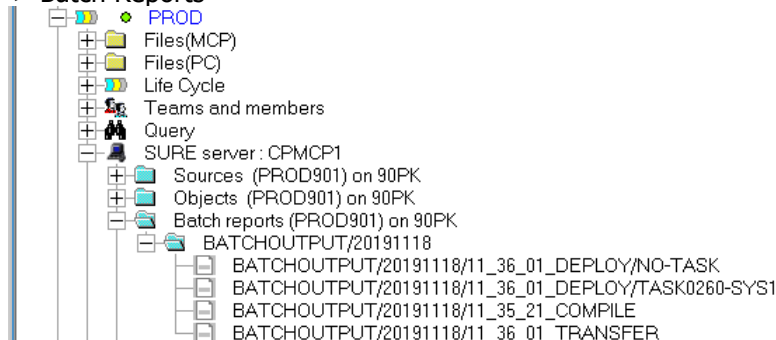 Batch Reports
PROD
Files(MCP)
Files(PC)
Life Cycle
Teams and members
Query
SURE server : CPMCP1
Sources (PROD901) on 90PK
Objects (PROD901) on 90PK
Batch reports (PROD901) on 90PK
BATCHOUTPUT/20191118
BATCHOUTPUT/20191118/11_36_01_DEPLOY/NO-TASK
BATCHOUTPUT/20191118/11_36_01_DEPLOY/TASK0260-SYS1
BATCHOUTPUT/20191118/11_35_21_COMPILE
BATCHOUTPUT/20191118/11_36_01_TRANSFER